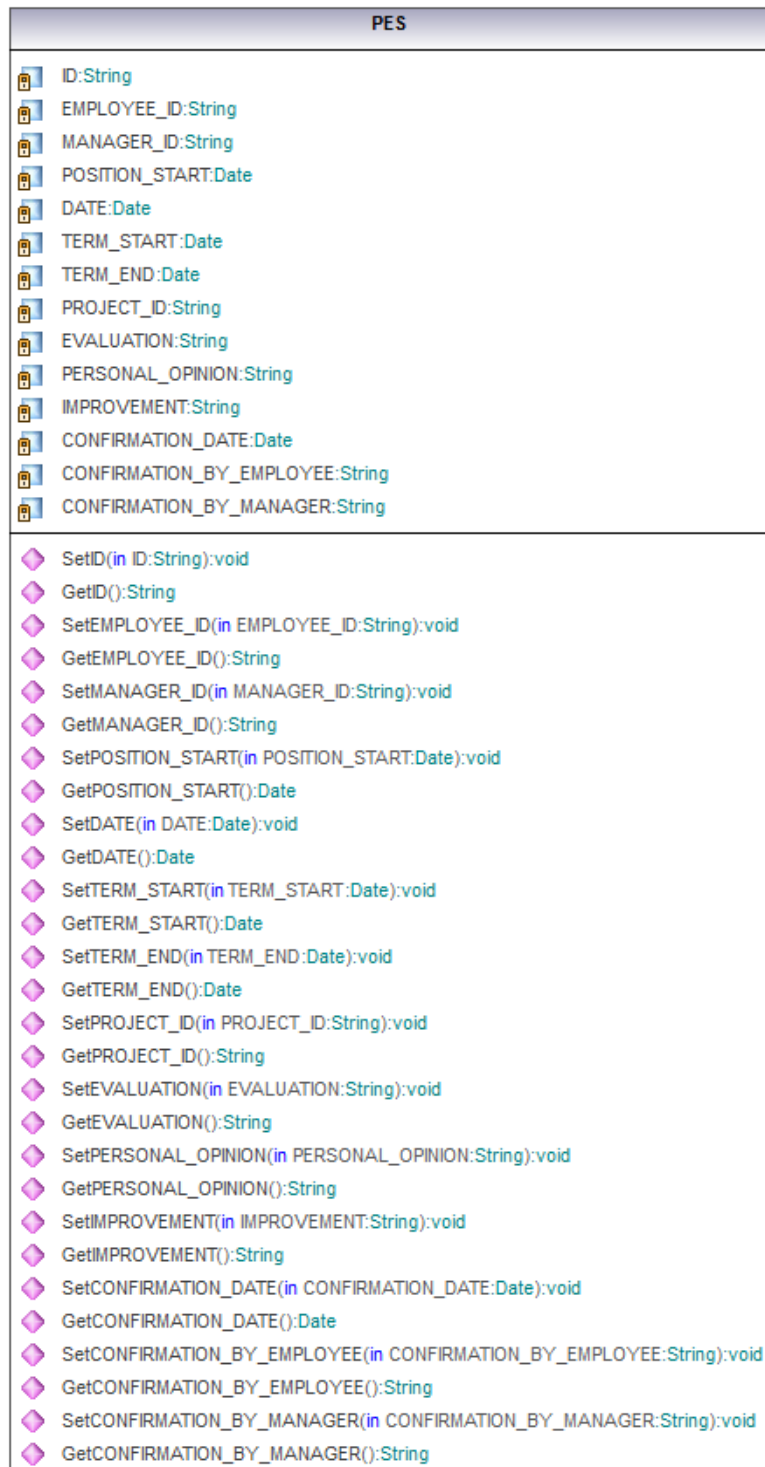 PES
ID:String
EMPLOYEE_ID:String
MANAGER_ID:String
POSITION_START:Date
DATE:Date
TERM_START:Date
TERM_END:Date
PROJECT_ID:String
EVALUATION:String
PERSONAL_OPINION:String
IMPROVEMENT:String
CONFIRMATION_DATE:Date
CONFIRMATION_BY_EMPLOYEE:String
CONFIRMATION_BY_MANAGER:String
SetID(in ID:String):void
GetID():String
SetEMPLOYEE_ID(in EMPLOYEE_ID:String):void
GetEMPLOYEE_ID():String
SetMANAGER_ID(in MANAGER_ID:String):void
GetMANAGER_ID():String
SetPOSITION_START(in POSITION_START:Date):void
GetPOSITION_START():Date
SetDATE(in DATE:Date):void
GetDATE():Date
SetTERM_START(in TERM_START:Date):void
GetTERM_START():Date
SetTERM_END(in TERM_END:Date):void
GetTERM_END():Date
SetPROJECT_ID(in PROJECT_ID:String):void
GetPROJECT_ID():String
SetEVALUATION(in EVALUATION:String):void
GetEVALUATION():String
SetPERSONAL_OPINION(in PERSONAL_OPINION:String):void
GetPERSONAL_OPINION():String
SetIMPROVEMENT(in IMPROVEMENT:String):void
GetIMPROVEMENT():String
SetCONFIRMATION_DATE(in CONFIRMATION_DATE:Date):void
GetCONFIRMATION_DATE():Date
SetCONFIRMATION_BY_EMPLOYEE(in CONFIRMATION_BY_EMPLOYEE:String):void
GetCONFIRMATION_BY_EMPLOYEE():String
SetCONFIRMATION_BY_MANAGER(in CONFIRMATION_BY_MANAGER:String):void
GetCONFIRMATION_BY_MANAGER():String